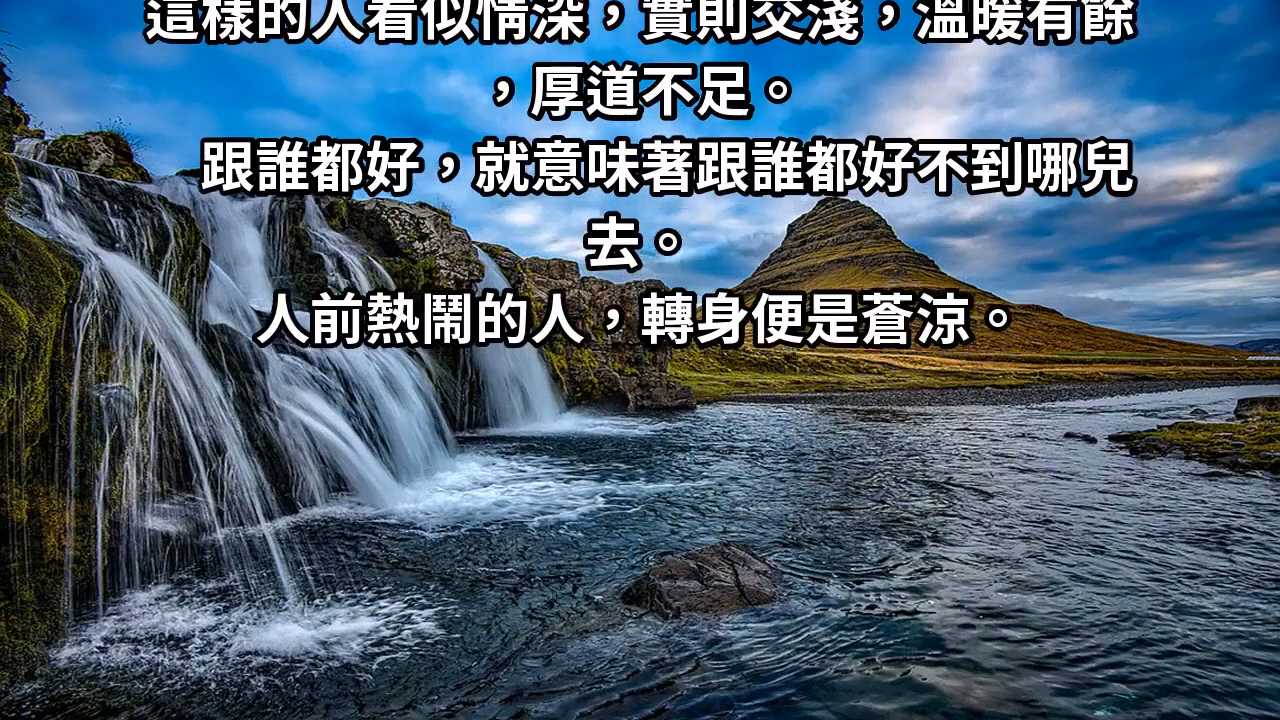 這樣的人看似情深，實則交淺，溫暖有餘
，厚道不足。
跟誰都好，就意味著跟誰都好不到哪兒
去。
人前熱鬧的人，轉身便是蒼涼。